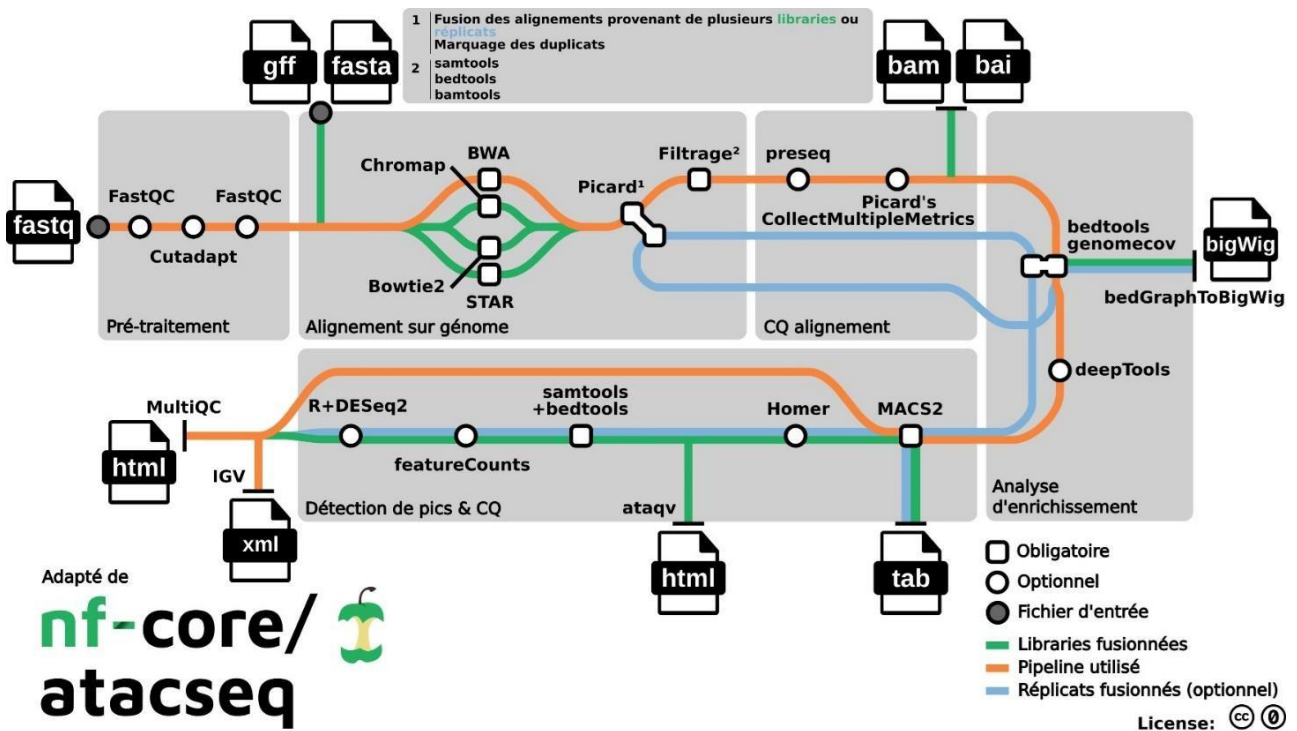 1 Fusion des alignements provenant de plusieurs libraries ou
réplicats
Marquage des duplicats
2 samtools
bedtools
bamtools
gff
fasta
bam
bai
BWA
Chromap
Filtrage²
preseq
Picard¹
FastQC
FastQC
Picard's
CollectMultipleMetrics
fastq
Cutadapt
bedtools
genomecov
bigWig
Bowtie2
STAR
bedGraphToBigWig
Pré-traitement
Alignement sur génome
CQ alignement
deepTools
samtools
+bedtools
MultiQC
R+DESeq2
Homer
MACS2
html
featureCounts
IGV
Détection de pics & CQ
ataqv
Analyse
d'enrichissement
xml
html
tab
Obligatoire
Optionnel
Fichier d'entrée
Libraries fusionnées
Pipeline utilisé
Réplicats fusionnés (optionnel)
Adapté de
nf-core/
atacseq
License: cc 0